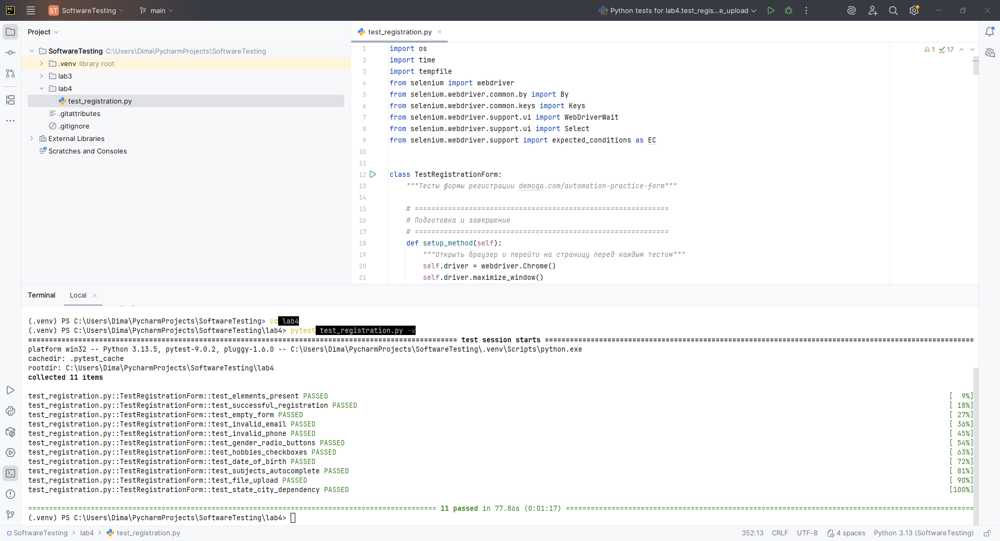 PC
ST SoftwareTesting
main
Python tests for lab4.test_regis...e_upload
Project
SoftwareTesting C:\Users\Dima\PycharmProjects\SoftwareTesting
.venv library root
lab3
lab4
test_registration.py
.gitattributes
.gitignore
External Libraries
Scratches and Consoles
test_registration.py
1 import os
2 import time
3 import tempfile
4 from selenium import webdriver
5 from selenium.webdriver.common.by import By
6 from selenium.webdriver.common.keys import Keys
7 from selenium.webdriver.support.ui import WebDriverWait
8 from selenium.webdriver.support.ui import Select
9 from selenium.webdriver.support import expected_conditions as EC
10
11
12 class TestRegistrationForm:
13 """Тесты формы регистрации demoqa.com/automation-practice-form"""
14
15 # =============================================================
16 # Подготовка и завершение
17 # =============================================================
18 def setup_method(self):
19 """Открыть браузер и перейти на страницу перед каждым тестом"""
20 self.driver = webdriver.Chrome()
21 self.driver.maximize_window()
1 17
Terminal Local
(.venv) PS C:\Users\Dima\PycharmProjects\SoftwareTesting> cd lab4
(.venv) PS C:\Users\Dima\PycharmProjects\SoftwareTesting\lab4> pytest test_registration.py -v
======================================================================================================= test session starts =======================================================================================================
platform win32 -- Python 3.13.5, pytest-9.0.2, pluggy-1.6.0 -- C:\Users\Dima\PycharmProjects\SoftwareTesting\.venv\Scripts\python.exe
cachedir: .pytest_cache
rootdir: C:\Users\Dima\PycharmProjects\SoftwareTesting\lab4
collected 11 items
test_registration.py::TestRegistrationForm::test_elements_present PASSED [  9%]
test_registration.py::TestRegistrationForm::test_successful_registration PASSED [ 18%]
test_registration.py::TestRegistrationForm::test_empty_form PASSED [ 27%]
test_registration.py::TestRegistrationForm::test_invalid_email PASSED [ 36%]
test_registration.py::TestRegistrationForm::test_invalid_phone PASSED [ 45%]
test_registration.py::TestRegistrationForm::test_gender_radio_buttons PASSED [ 54%]
test_registration.py::TestRegistrationForm::test_hobbies_checkboxes PASSED [ 63%]
test_registration.py::TestRegistrationForm::test_date_of_birth PASSED [ 72%]
test_registration.py::TestRegistrationForm::test_subjects_autocomplete PASSED [ 81%]
test_registration.py::TestRegistrationForm::test_file_upload PASSED [ 90%]
test_registration.py::TestRegistrationForm::test_state_city_dependency PASSED [100%]
================================================================================================== 11 passed in 77.86s (0:01:17) ==================================================================================================
(.venv) PS C:\Users\Dima\PycharmProjects\SoftwareTesting\lab4>
SoftwareTesting > lab4 > test_registration.py
352:13 CRLF UTF-8 4 spaces Python 3.13 (SoftwareTesting)